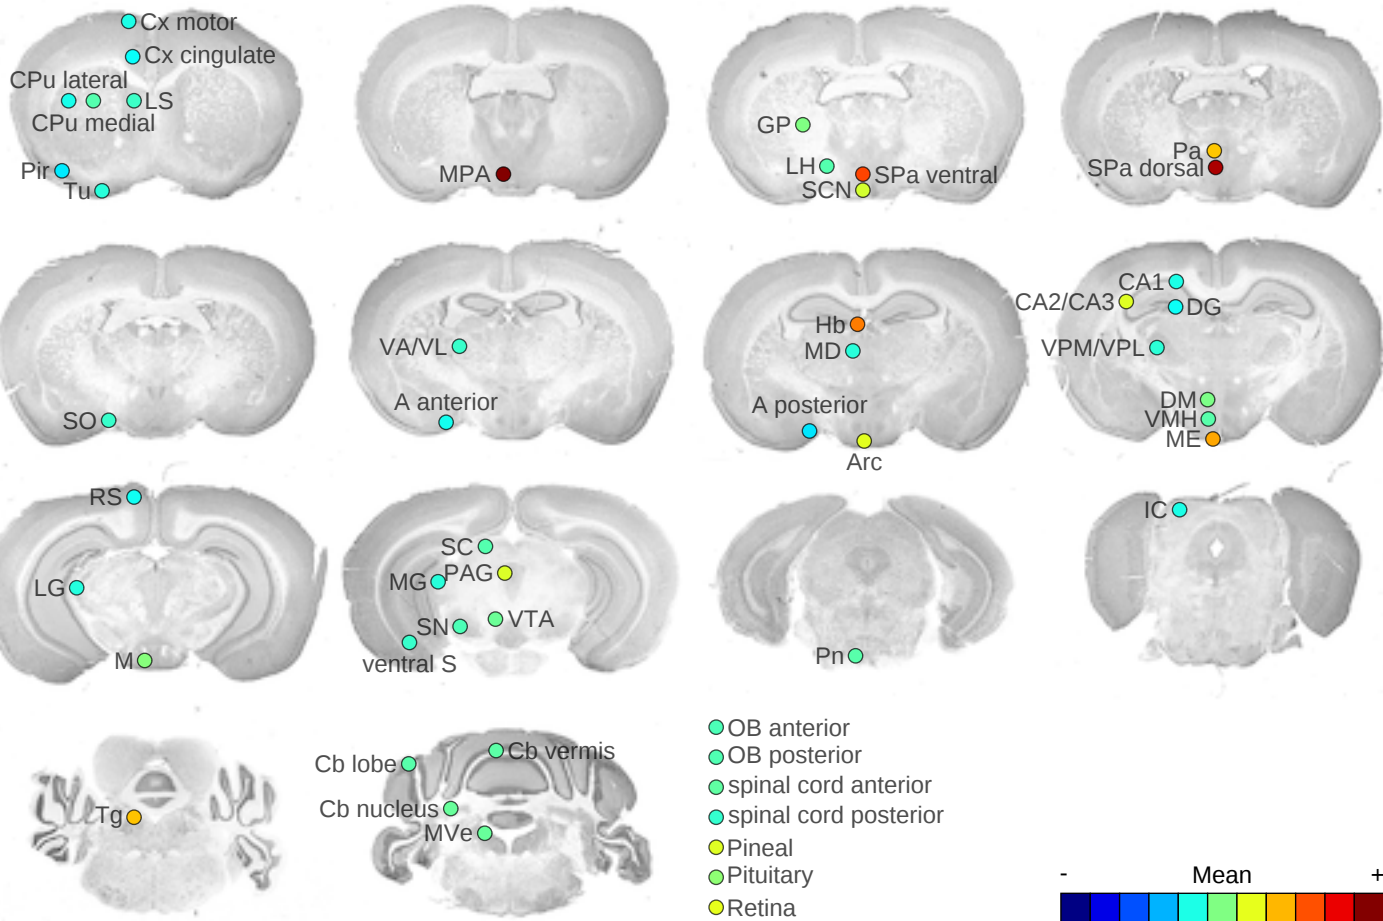 Cx motor
Cx cingulate
CPu lateral
LS
CPu medial
Pir
Tu
MPA
GP
LH
SPa ventral
SCN
Pa
SPa dorsal
SO
VA/VL
A anterior
Hb
MD
A posterior
Arc
CA1
CA2/CA3
DG
VPM/VPL
DM
VMH
ME
RS
LG
M
SC
MG
PAG
SN
VTA
ventral S
Pn
IC
Tg
Cb lobe
Cb vermis
Cb nucleus
MVe
OB anterior
OB posterior
spinal cord anterior
spinal cord posterior
Pineal
Pituitary
Retina
- Mean +